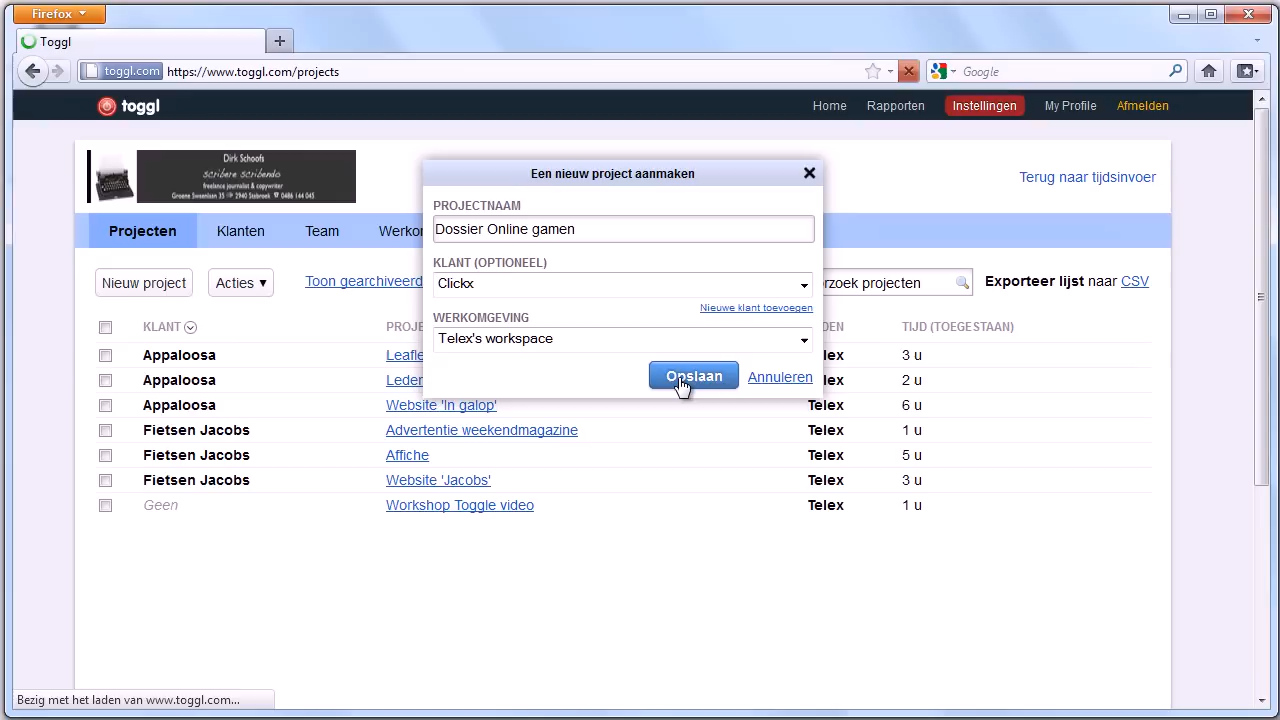 Firefox
Toggl
toggl.com https://www.toggl.com/projects
Google
toggl
Home Rapporten Instellingen My Profile Afmelden
Dirk Schoofs
scribere scribendo
freelance journalist & copywriter
Terug naar tijdsinvoer
Een nieuw project aanmaken
PROJECTNAAM
Dossier Online gamen
KLANT (OPTIONEEL)
Clickx
Nieuwe klant toevoegen
WERKOMGEVING
Telex's workspace
Opslaan Annuleren
Projecten Klanten Team Werkom
Nieuw project Acties Toon gearchiveerd rzoek projecten Exporteer lijst naar CSV
KLANT PROJE DEN TIJD (TOEGESTAAN)
Appaloosa Leafle Telex 3 u
Appaloosa Leder Telex 2 u
Appaloosa Website 'In galop' Telex 6 u
Fietsen Jacobs Advertentie weekendmagazine Telex 1 u
Fietsen Jacobs Affiche Telex 5 u
Fietsen Jacobs Website 'Jacobs' Telex 3 u
Geen Workshop Toggle video Telex 1 u
Bezig met het laden van www.toggl.com...